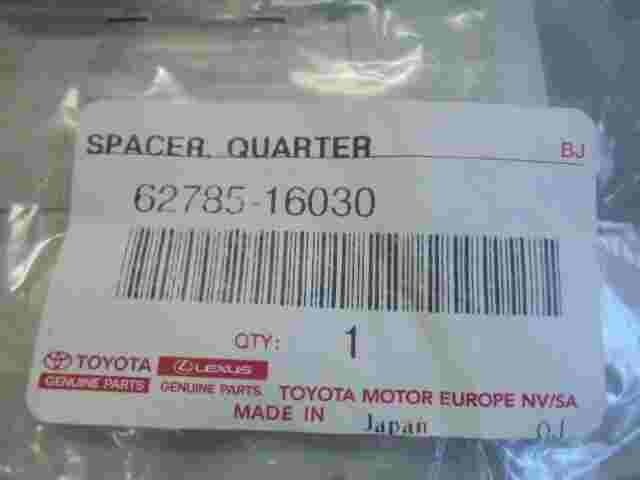 SPACER, QUARTER BJ
62785-16030
QTY: 1
TOYOTA LEXUS
GENUINE PARTS GENUINE PARTS TOYOTA MOTOR EUROPE NV/SA
MADE IN Japan OJ